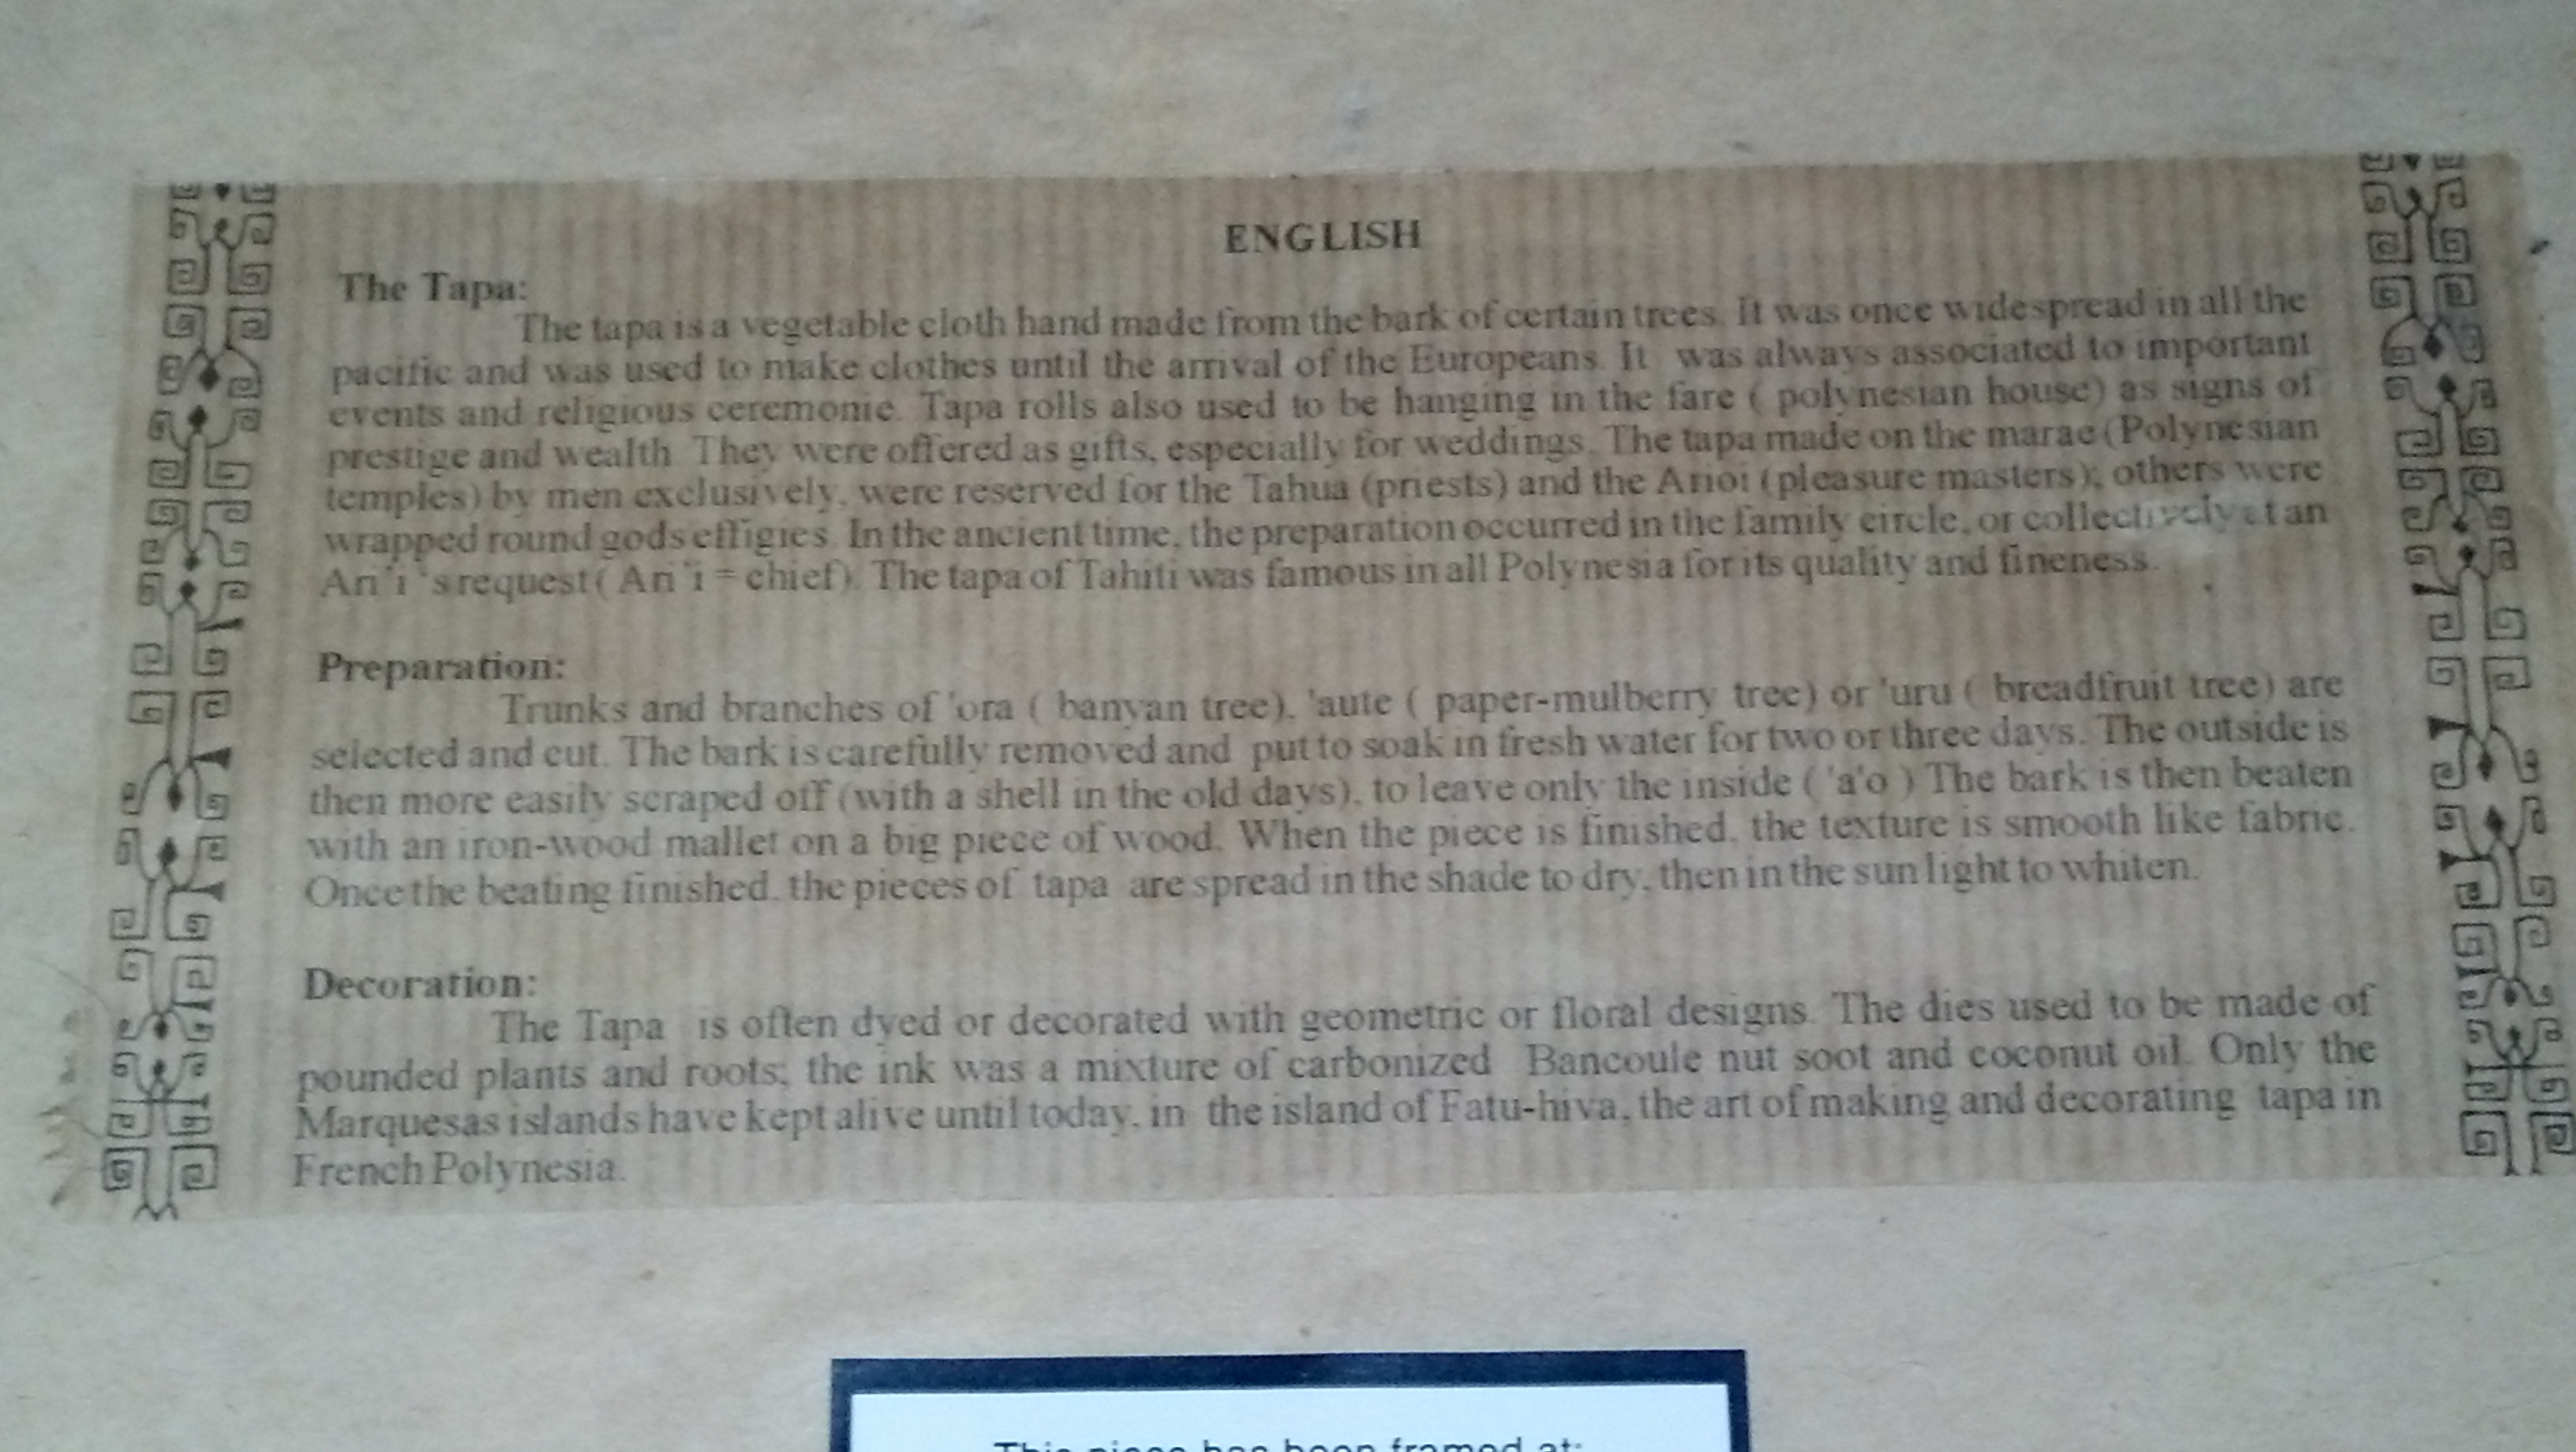 ENGLISH
The Tapa:
The tapa is a vegetable cloth hand made from the bark of certain trees. It was once widespread in all the
pacific and was used to make clothes until the arrival of the Europeans. It was always associated to important
events and religious ceremonie. Tapa rolls also used to be hanging in the fare ( polynesian house) as signs of
prestige and wealth. They were offered as gifts, especially for weddings. The tapa made on the marae (Polynesian
temples) by men exclusively, were reserved for the Tahua (priests) and the Arioi (pleasure masters); others were
wrapped round gods effigies. In the ancient time, the preparation occurred in the family circle, or collectively at an
Ari'i 's request ( Ari'i = chief). The tapa of Tahiti was famous in all Polynesia for its quality and fineness.
Preparation:
Trunks and branches of 'ora ( banyan tree), 'aute ( paper-mulberry tree) or 'uru ( breadfruit tree) are
selected and cut. The bark is carefully removed and put to soak in fresh water for two or three days. The outside is
then more easily scraped off (with a shell in the old days), to leave only the inside ( 'a'o ) The bark is then beaten
with an iron-wood mallet on a big piece of wood. When the piece is finished, the texture is smooth like fabric.
Once the beating finished, the pieces of tapa are spread in the shade to dry, then in the sun light to whiten.
Decoration:
The Tapa is often dyed or decorated with geometric or floral designs. The dies used to be made of
pounded plants and roots; the ink was a mixture of carbonized Bancoule nut soot and coconut oil. Only the
Marquesas islands have kept alive until today, in the island of Fatu-hiva, the art of making and decorating tapa in
French Polynesia.
This piece has been framed at: